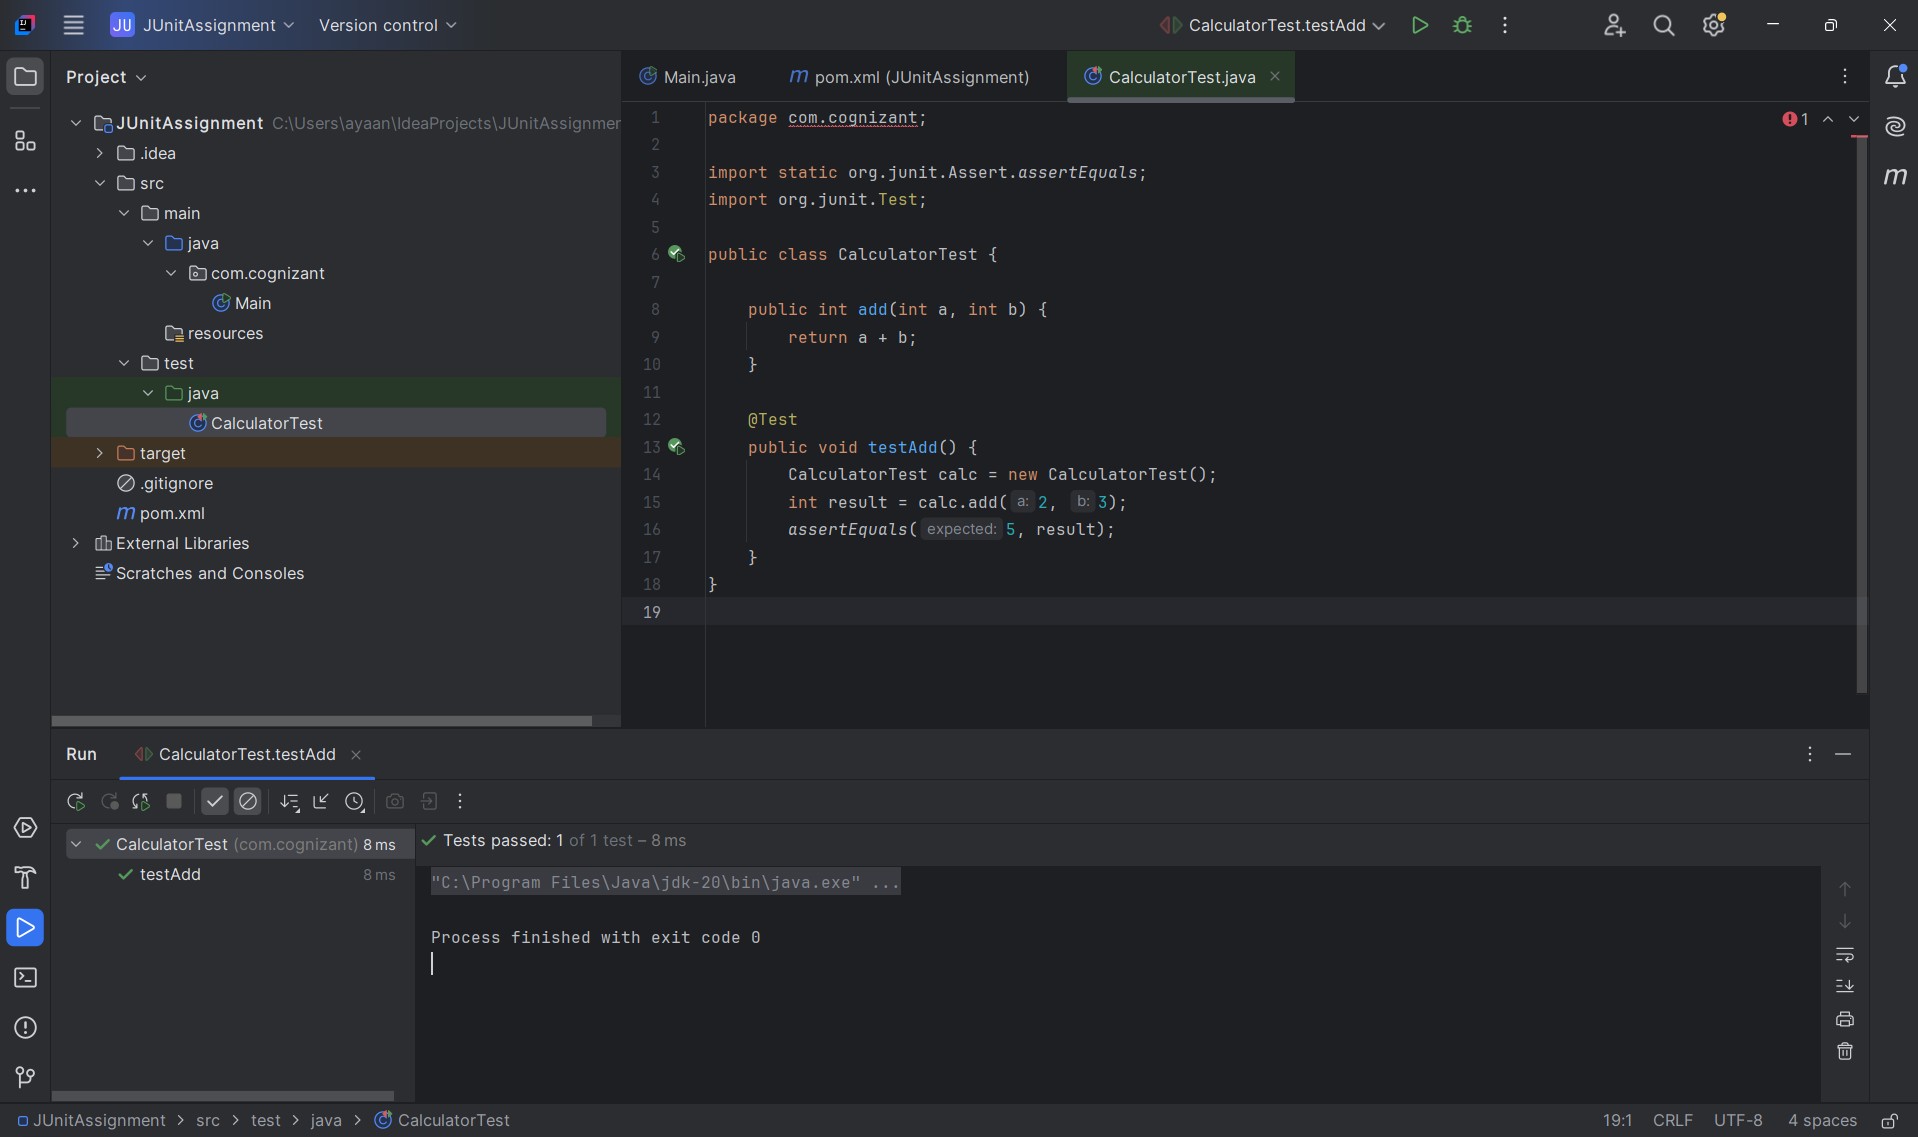 JU JUnitAssignment Version control CalculatorTest.testAdd
Project
Main.java
m pom.xml (JUnitAssignment)
CalculatorTest.java
JUnitAssignment C:\Users\ayaan\IdeaProjects\JUnitAssignmen
.idea
src
main
java
com.cognizant
Main
resources
test
java
CalculatorTest
target
.gitignore
m pom.xml
External Libraries
Scratches and Consoles
1 package com.cognizant;
2
3 import static org.junit.Assert.assertEquals;
4 import org.junit.Test;
5
6 public class CalculatorTest {
7
8 public int add(int a, int b) {
9 return a + b;
10 }
11
12 @Test
13 public void testAdd() {
14 CalculatorTest calc = new CalculatorTest();
15 int result = calc.add( a: 2, b: 3);
16 assertEquals( expected: 5, result);
17 }
18 }
19
1
m
Run CalculatorTest.testAdd
CalculatorTest (com.cognizant) 8 ms
testAdd 8 ms
Tests passed: 1 of 1 test – 8 ms
"C:\Program Files\Java\jdk-20\bin\java.exe" ...
Process finished with exit code 0
JUnitAssignment > src > test > java > CalculatorTest
19:1 CRLF UTF-8 4 spaces